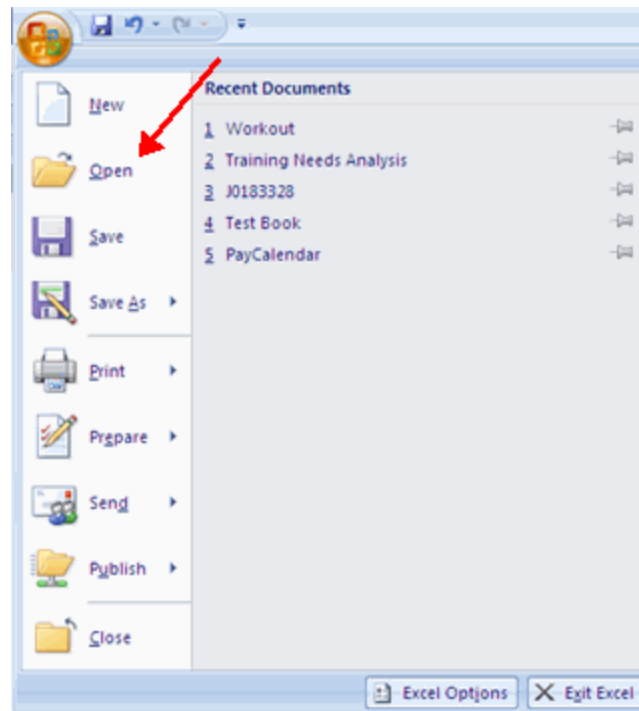 New
Open
Save
Save As
Print
Prepare
Send
Publish
Close
Recent Documents
1 Workout
2 Training Needs Analysis
3 J0183328
4 Test Book
5 PayCalendar
Excel Options
Exit Excel